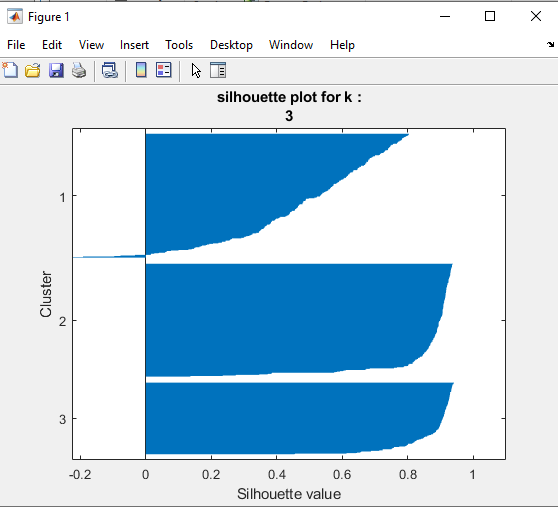 Figure 1
File Edit View Insert Tools Desktop Window Help
silhouette plot for k :
3
1
2
3
Cluster
-0.2 0 0.2 0.4 0.6 0.8 1
Silhouette value